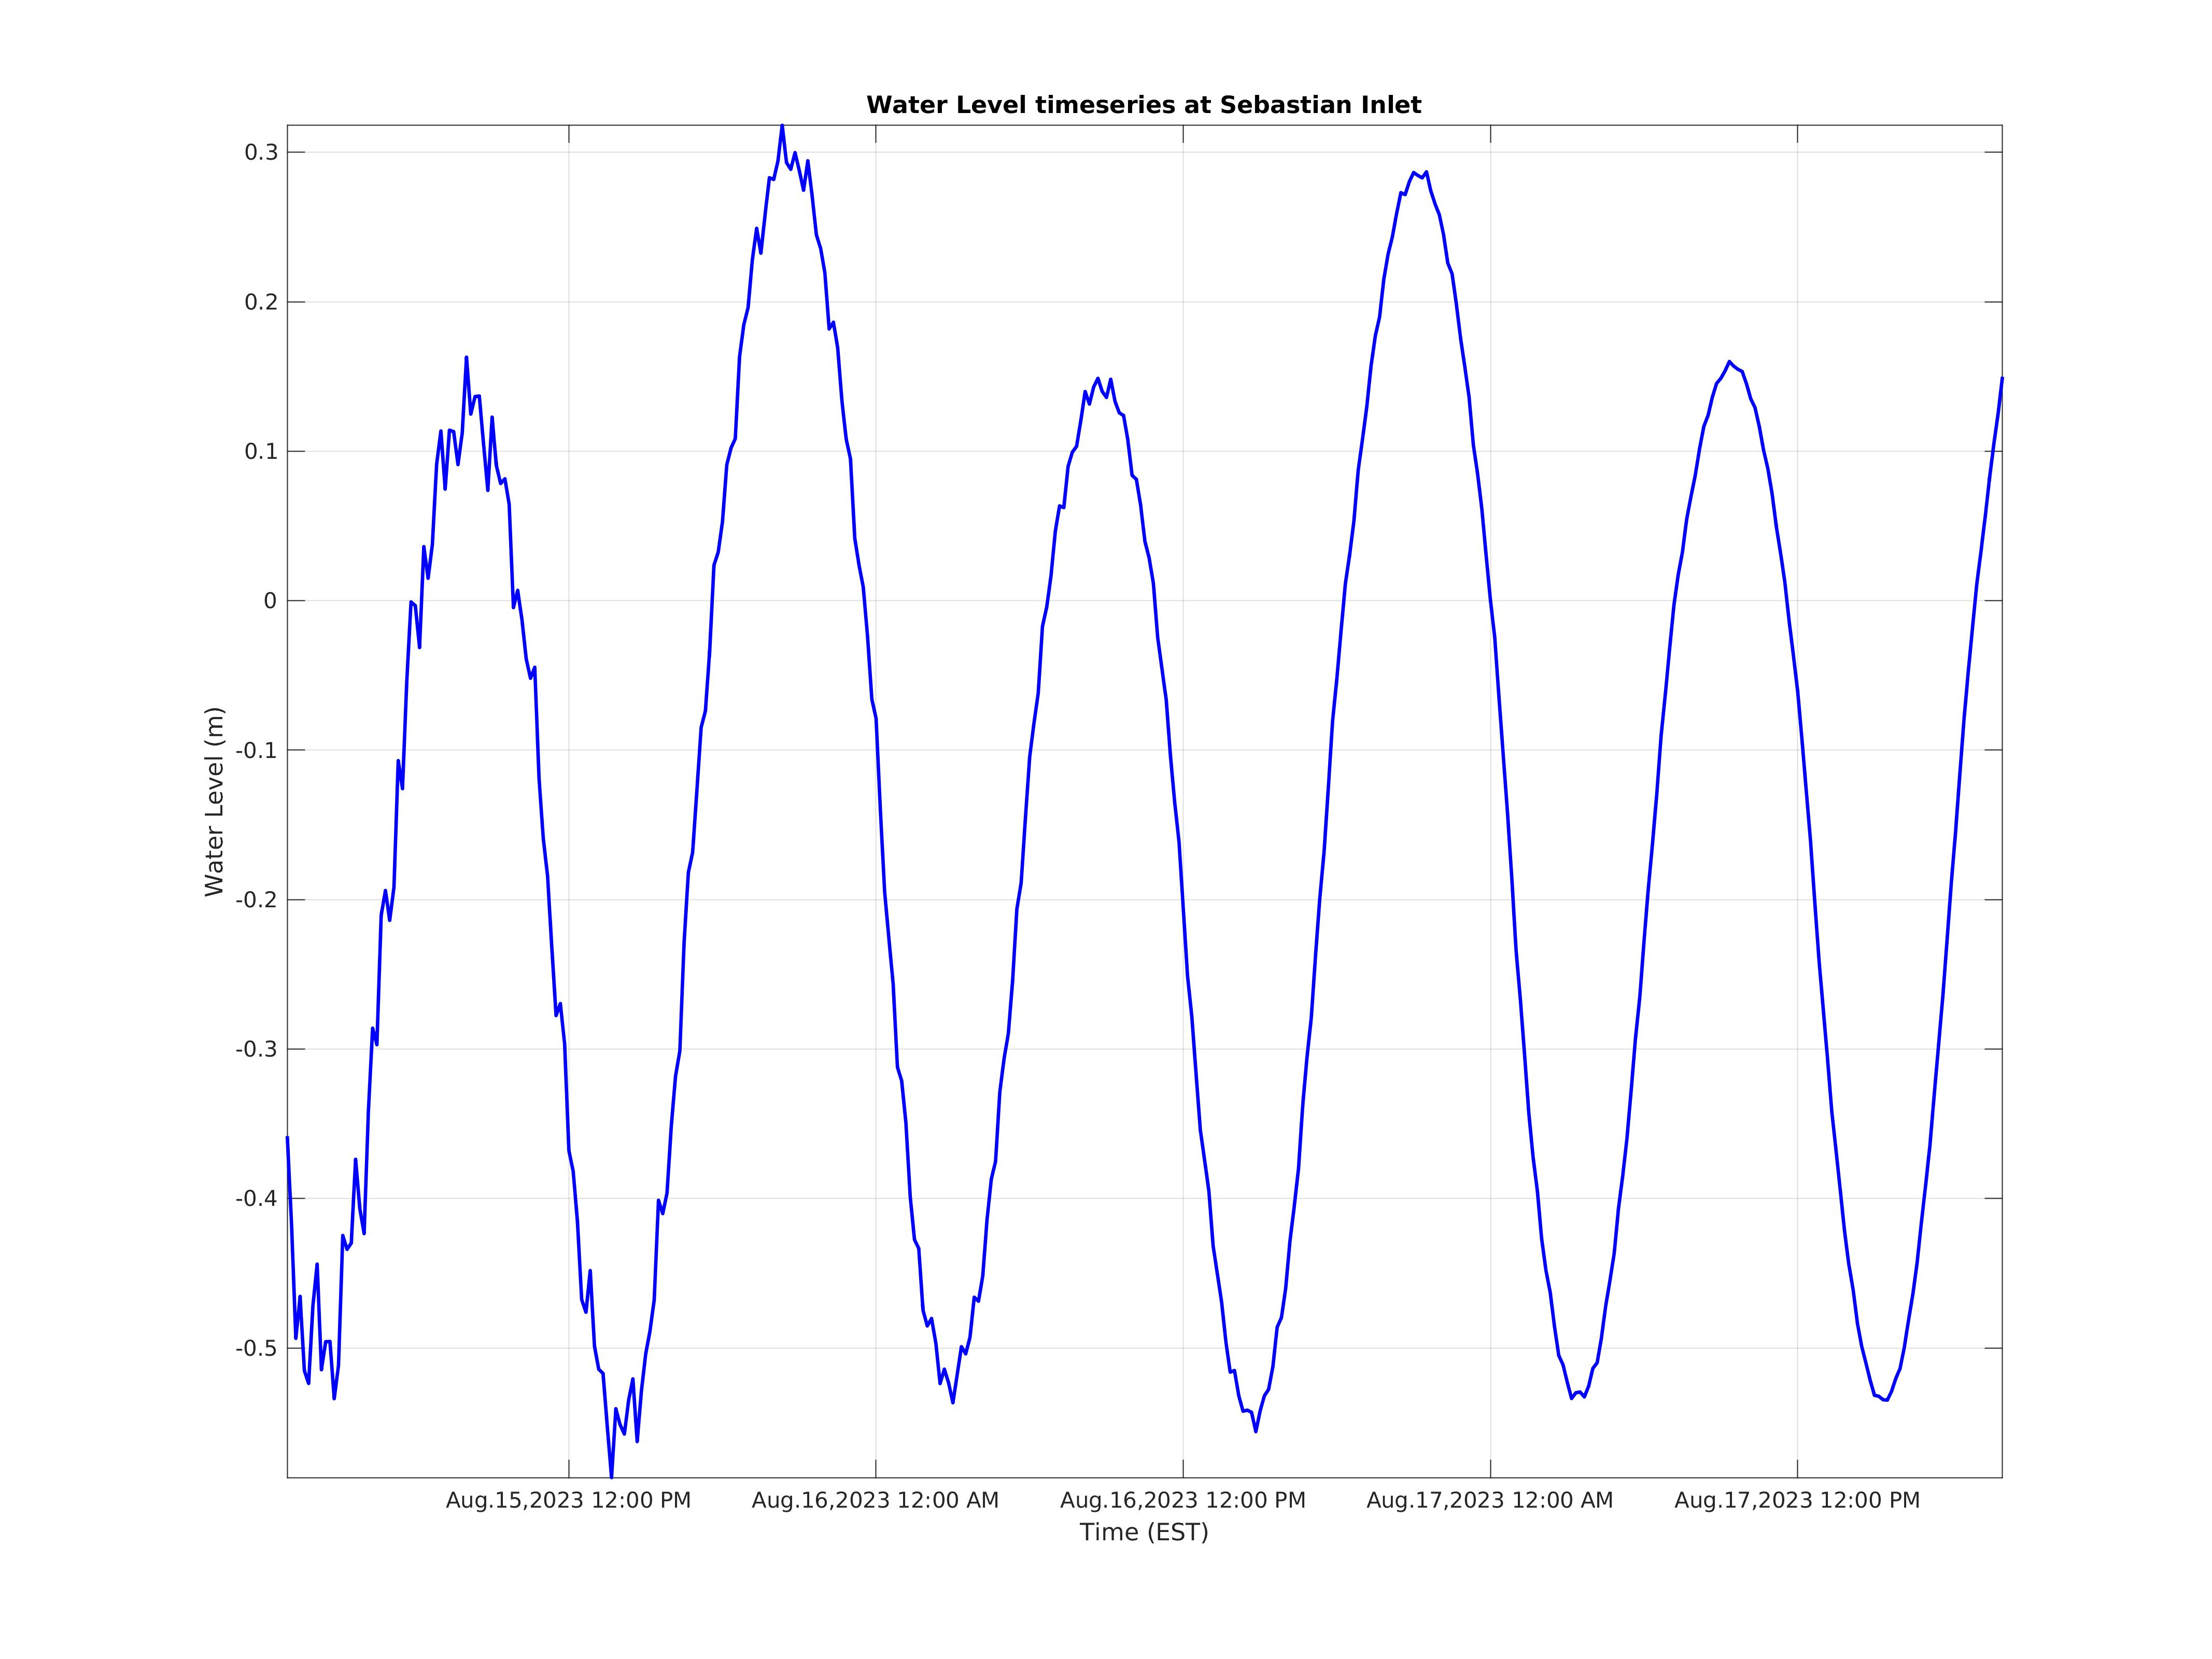 Water Level timeseries at Sebastian Inlet
0.3
0.2
0.1
0
-0.1
-0.2
-0.3
-0.4
-0.5
Water Level (m)
Aug.15,2023 12:00 PM
Aug.16,2023 12:00 AM
Aug.16,2023 12:00 PM
Aug.17,2023 12:00 AM
Aug.17,2023 12:00 PM
Time (EST)